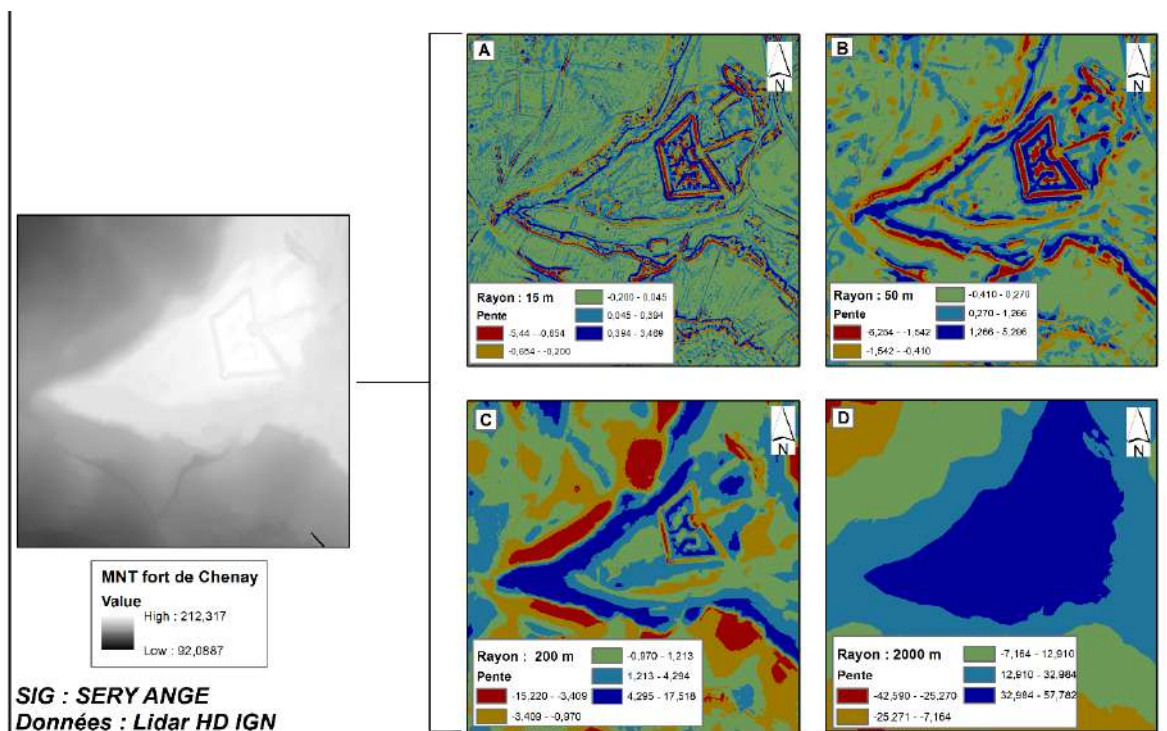 MNT fort de Chenay
Value
High : 212,317
Low : 92,0887
SIG : SERY ANGE
Données : Lidar HD IGN
A
N
Rayon : 15 m
Pente
-5,44 - -0,654
-0,654 - -0,200
-0,200 - 0,045
0,045 - 0,394
0,394 - 3,469
B
N
Rayon : 50 m
Pente
-6,254 - -1,542
-1,542 - -0,410
-0,410 - 0,270
0,270 - 1,266
1,266 - 5,286
C
N
Rayon : 200 m
Pente
-15,220 - -3,409
-3,409 - -0,970
-0,970 - 1,213
1,213 - 4,294
4,295 - 17,518
D
N
Rayon : 2000 m
Pente
-42,590 - -25,270
-25,271 - -7,164
-7,164 - 12,910
12,910 - 32,984
32,984 - 57,782